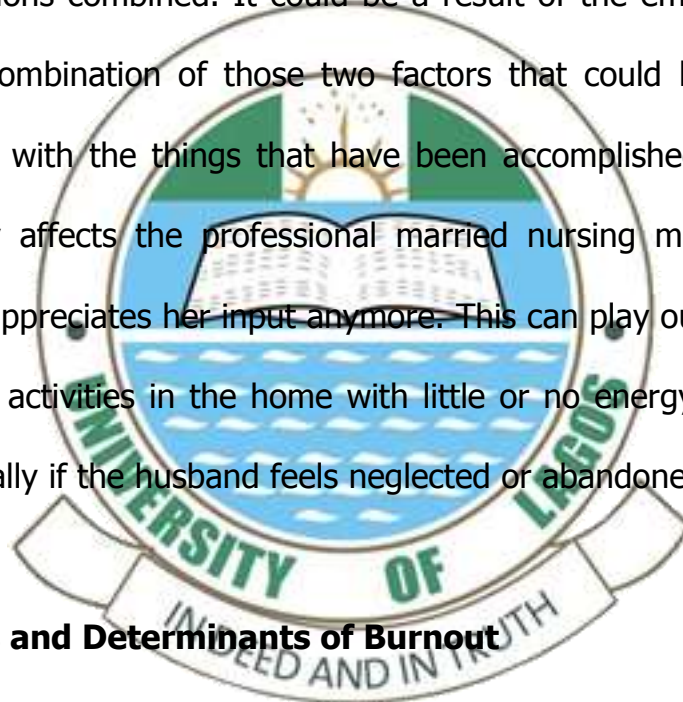 ions combined. It could be a result of the em
ombination of those two factors that could b
with the things that have been accomplished
affects the professional married nursing m
ppreciates her input anymore. This can play ou
activities in the home with little or no energy
ally if the husband feels neglected or abandone
UNIVERSITY OF LAGOS
and Determinants of Burnout
IN DEED AND IN TRUTH